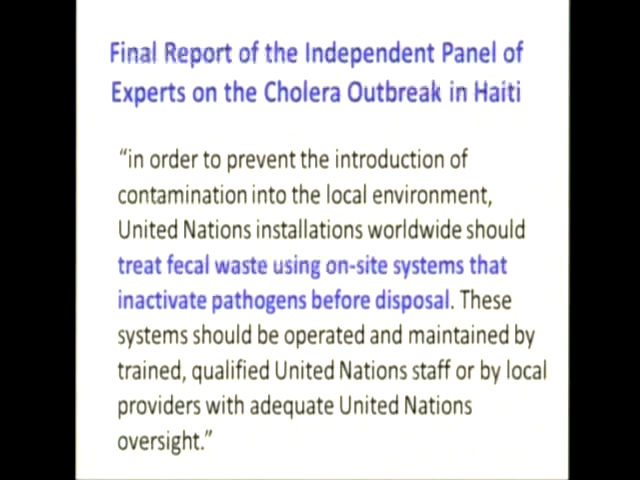 Final Report of the Independent Panel of
Experts on the Cholera Outbreak in Haiti
“in order to prevent the introduction of
contamination into the local environment,
United Nations installations worldwide should
treat fecal waste using on-site systems that
inactivate pathogens before disposal. These
systems should be operated and maintained by
trained, qualified United Nations staff or by local
providers with adequate United Nations
oversight.”